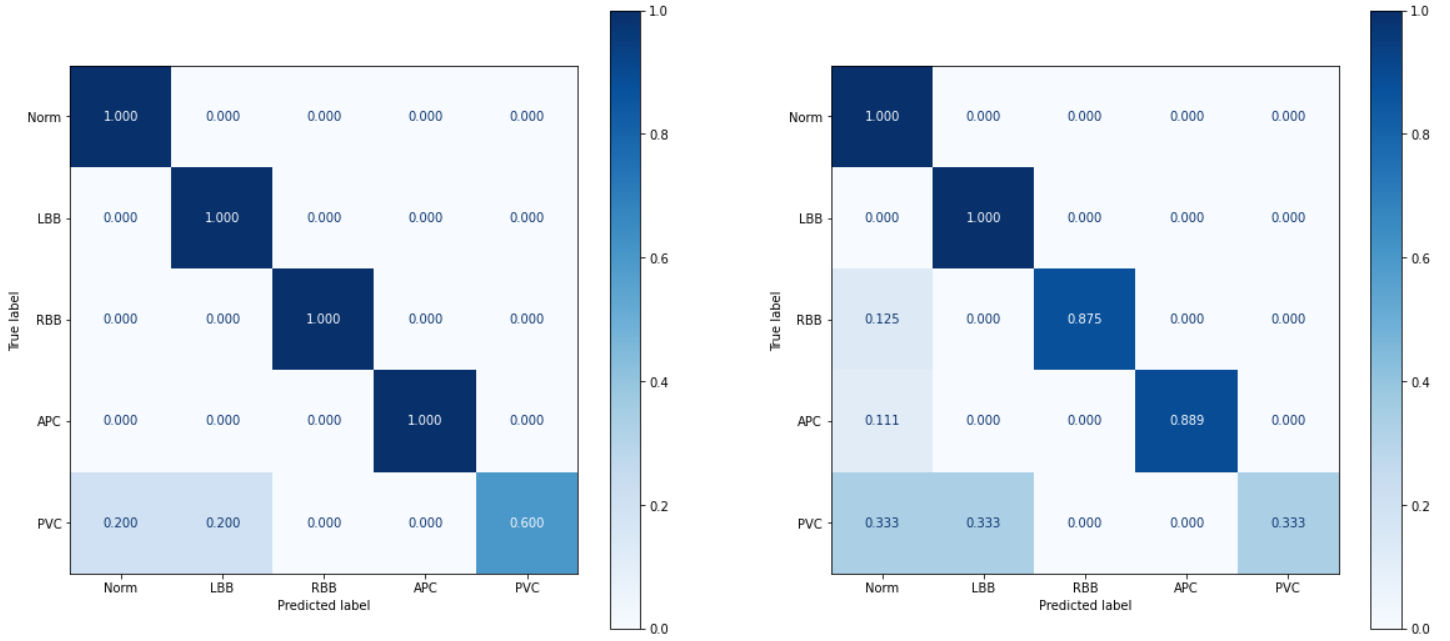 1.0
Norm 1.000 0.000 0.000 0.000 0.000
0.8
LBB 0.000 1.000 0.000 0.000 0.000
0.6
RBB 0.000 0.000 1.000 0.000 0.000
True label
0.4
APC 0.000 0.000 0.000 1.000 0.000
0.2
PVC 0.200 0.200 0.000 0.000 0.600
Norm LBB RBB APC PVC
Predicted label
0.0
1.0
Norm 1.000 0.000 0.000 0.000 0.000
0.8
LBB 0.000 1.000 0.000 0.000 0.000
0.6
RBB 0.125 0.000 0.875 0.000 0.000
True label
0.4
APC 0.111 0.000 0.000 0.889 0.000
0.2
PVC 0.333 0.333 0.000 0.000 0.333
Norm LBB RBB APC PVC
Predicted label
0.0